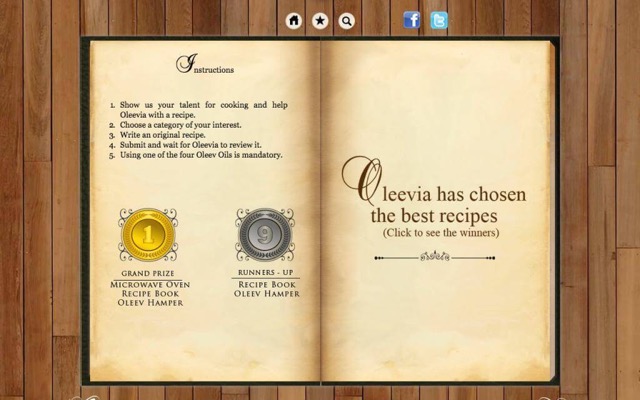 Instructions
1. Show us your talent for cooking and help
Oleevia with a recipe.
2. Choose a category of your interest.
3. Write an original recipe.
4. Submit and wait for Oleevia to review it.
5. Using one of the four Oleev Oils is mandatory.
1
GRAND PRIZE
MICROWAVE OVEN
RECIPE BOOK
OLEEV HAMPER
9
RUNNERS - UP
RECIPE BOOK
OLEEV HAMPER
Oleevia has chosen
the best recipes
(Click to see the winners)